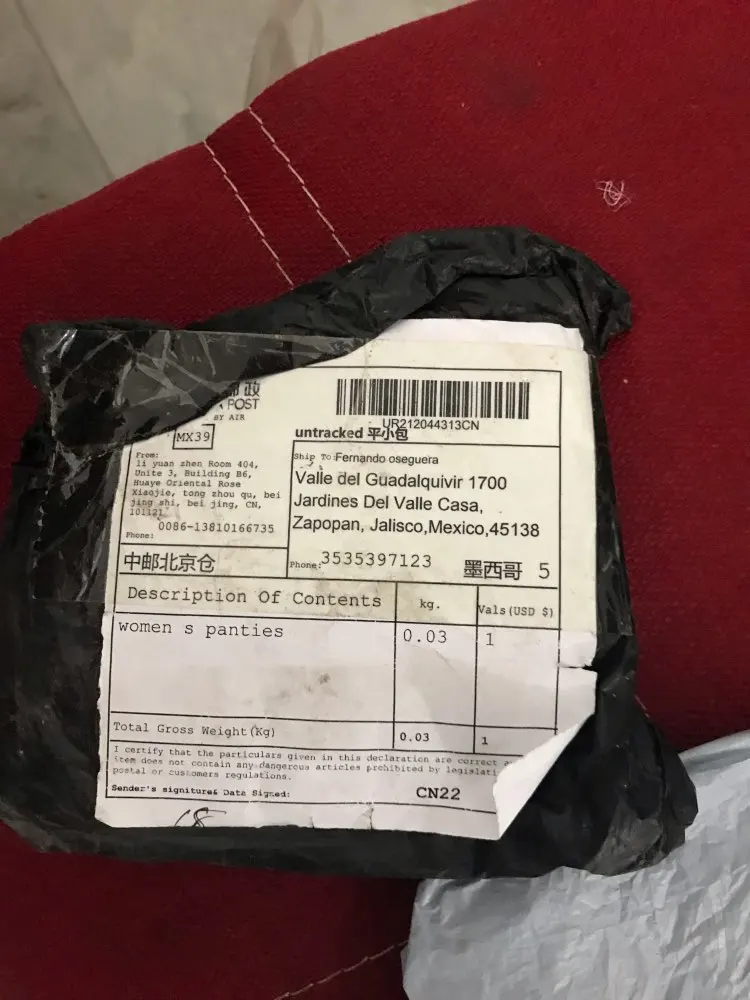 邮政
POST
BY AIR
MX39
UR212044313CN
untracked 平小包
From:
li yuan zhen Room 404,
Unite 3, Building B6,
Huaye Oriental Rose
Xiaojie, tong zhou qu, bei
jing shi, bei jing, CN,
101121
0086-13810166735
Phone:
Ship To:Fernando oseguera
Valle del Guadalquivir 1700
Jardines Del Valle Casa,
Zapopan, Jalisco,Mexico,45138
Phone:3535397123
墨西哥 5
中邮北京仓
Description Of Contents kg. Vals(USD $)
women s panties 0.03 1
Total Gross Weight(Kg) 0.03 1
I certify that the particulars given in this declaration are correct
item does not contain any dangerous articles prohibited by legislati
postal or customers regulations.
Sender's signiture& Data Signed: CN22